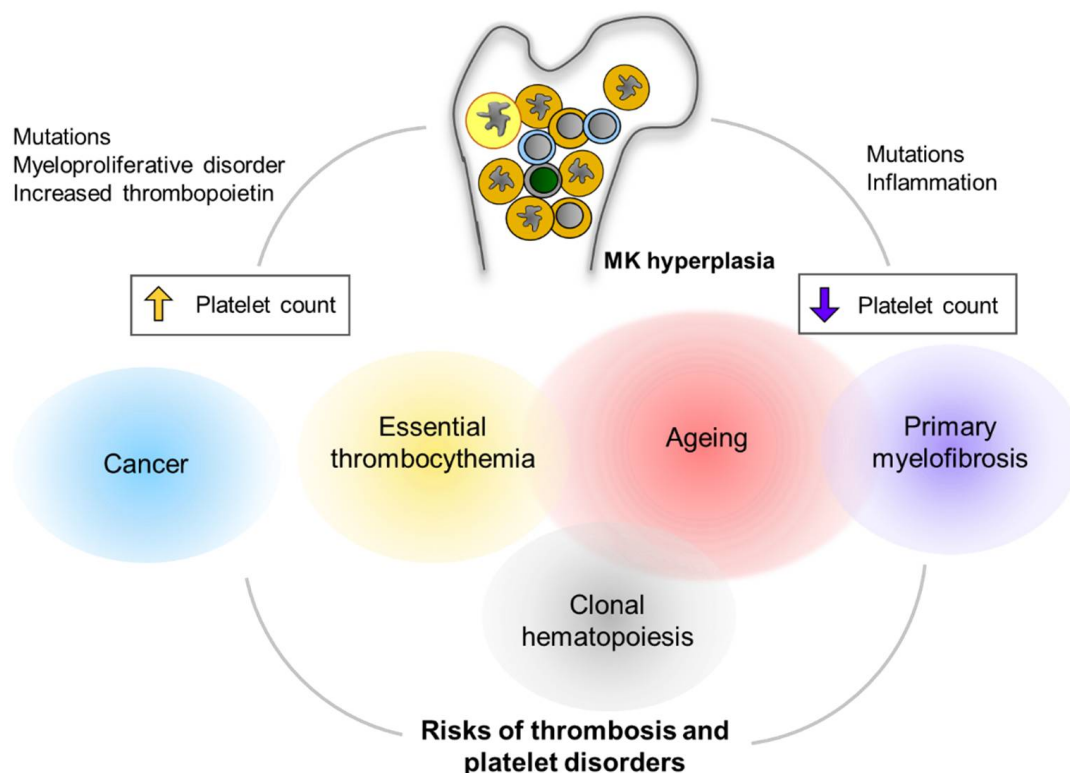 Mutations
Myeloproliferative disorder
Increased thrombopoietin
Mutations
Inflammation
MK hyperplasia
Platelet count
Platelet count
Cancer
Essential
thrombocythemia
Ageing
Primary
myelofibrosis
Clonal
hematopoiesis
Risks of thrombosis and
platelet disorders